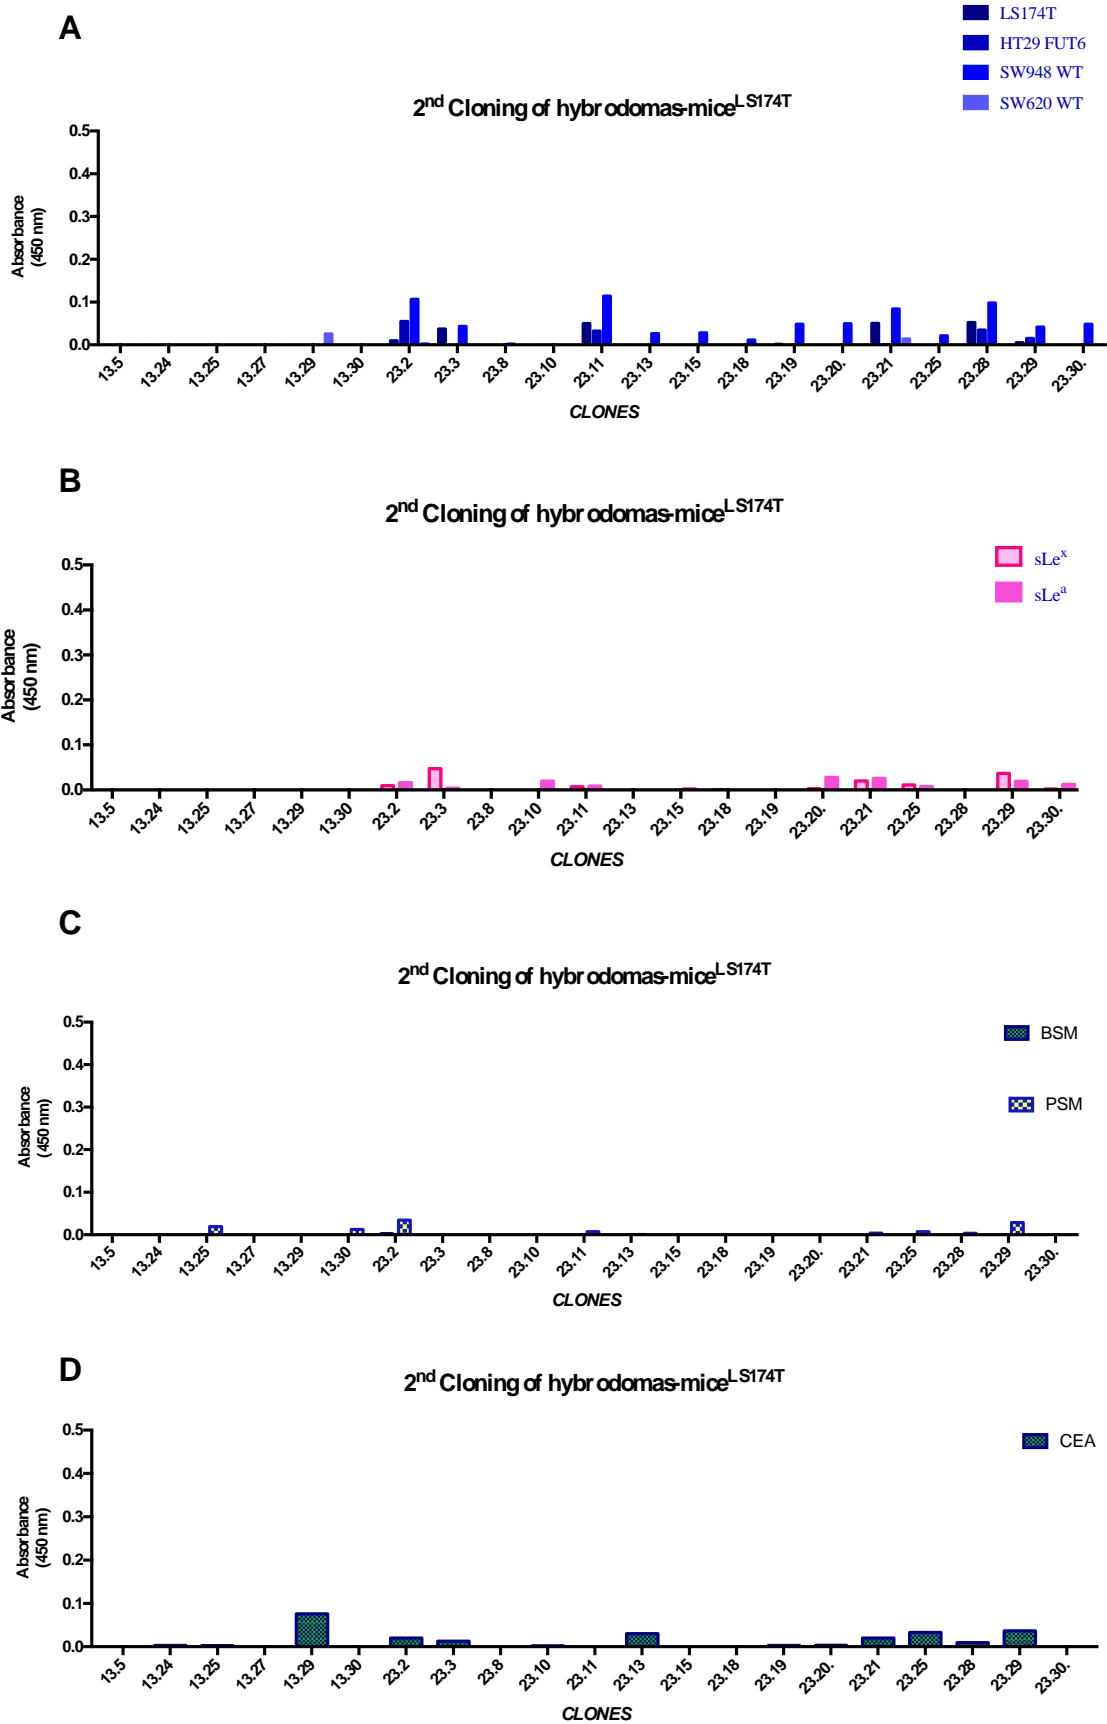 A
LS174T
HT29 FUT6
SW948 WT
SW620 WT
2nd Cloning of hybrodomas-miceLS174T
Absorbance
(450 nm)
0.5
0.4
0.3
0.2
0.1
0.0
13.5 13.24 13.25 13.27 13.29 13.30 23.2 23.3 23.8 23.10 23.11 23.13 23.15 23.18 23.19 23.20. 23.21 23.25 23.28 23.29 23.30.
CLONES
B
2nd Cloning of hybrodomas-miceLS174T
sLex
sLea
Absorbance
(450 nm)
0.5
0.4
0.3
0.2
0.1
0.0
13.5 13.24 13.25 13.27 13.29 13.30 23.2 23.3 23.8 23.10 23.11 23.13 23.15 23.18 23.19 23.20. 23.21 23.25 23.28 23.29 23.30.
CLONES
C
2nd Cloning of hybrodomas-miceLS174T
BSM
PSM
Absorbance
(450 nm)
0.5
0.4
0.3
0.2
0.1
0.0
13.5 13.24 13.25 13.27 13.29 13.30 23.2 23.3 23.8 23.10 23.11 23.13 23.15 23.18 23.19 23.20. 23.21 23.25 23.28 23.29 23.30.
CLONES
D
2nd Cloning of hybrodomas-miceLS174T
CEA
Absorbance
(450 nm)
0.5
0.4
0.3
0.2
0.1
0.0
13.5 13.24 13.25 13.27 13.29 13.30 23.2 23.3 23.8 23.10 23.11 23.13 23.15 23.18 23.19 23.20. 23.21 23.25 23.28 23.29 23.30.
CLONES